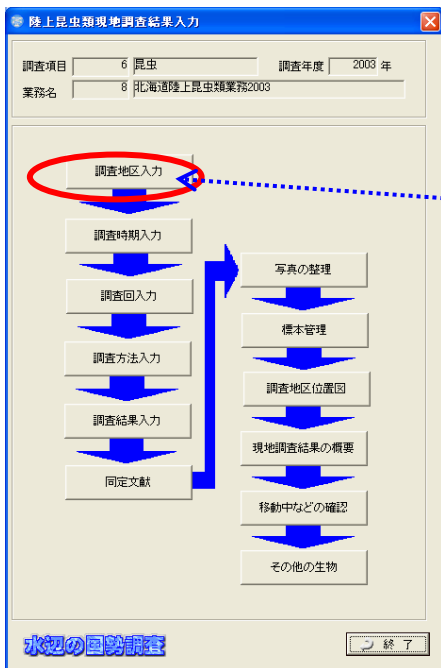 陸上昆虫類現地調査結果入力
調査項目 6 昆虫 調査年度 2003 年
業務名 8 北海道陸上昆虫類業務2003
調査地区入力
調査時期入力
調査回入力
調査方法入力
調査結果入力
同定文献
写真の整理
標本管理
調査地区位置図
現地調査結果の概要
移動中などの確認
その他の生物
水辺の国勢調査
終了